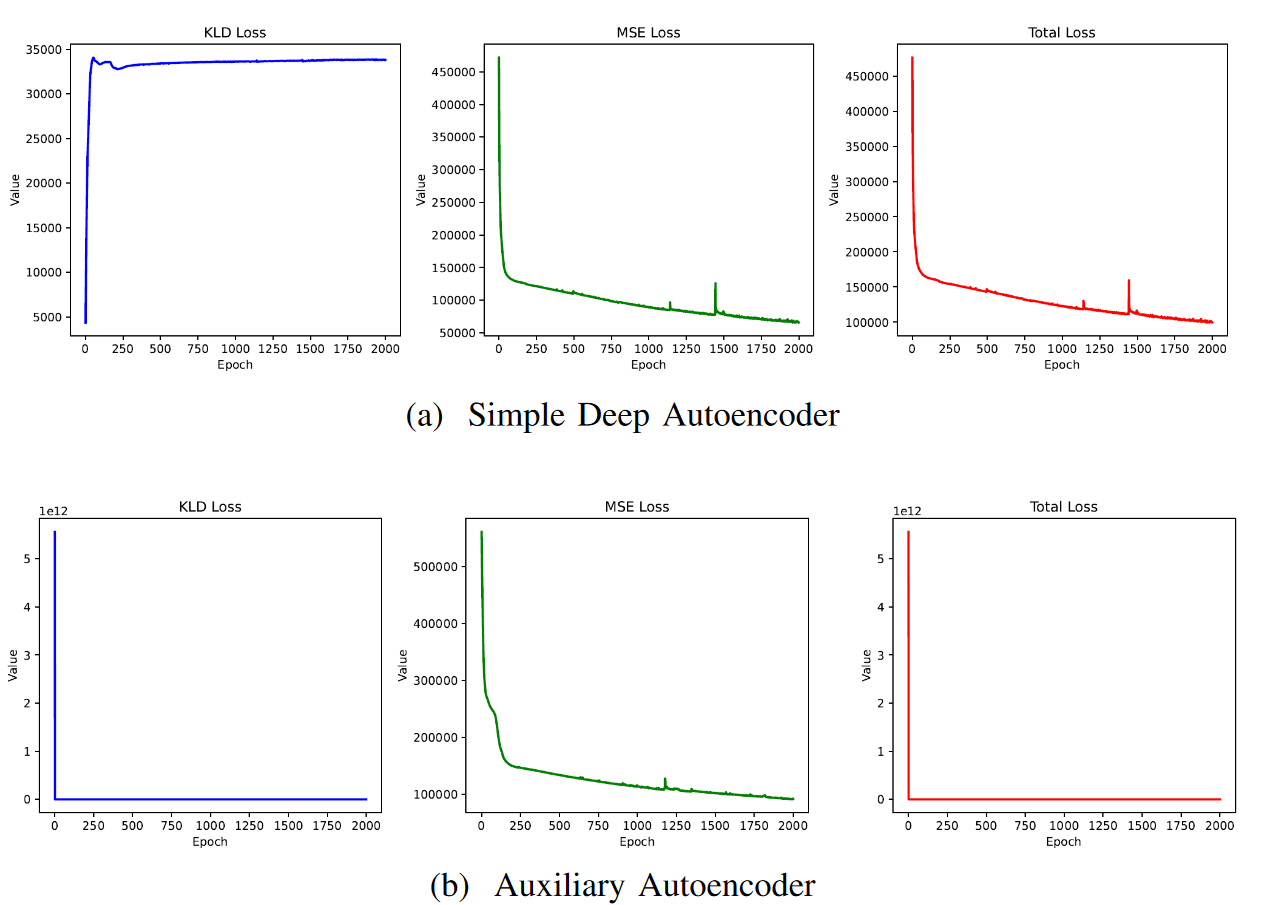 KLD Loss MSE Loss Total Loss
35000
30000
25000
20000
15000
10000
5000
Value
0 250 500 750 1000 1250 1500 1750 2000
Epoch
450000
400000
350000
300000
250000
200000
150000
100000
50000
Value
0 250 500 750 1000 1250 1500 1750 2000
Epoch
450000
400000
350000
300000
250000
200000
150000
100000
Value
0 250 500 750 1000 1250 1500 1750 2000
Epoch
(a) Simple Deep Autoencoder
KLD Loss MSE Loss Total Loss
1e12
5
4
3
2
1
0
Value
0 250 500 750 1000 1250 1500 1750 2000
Epoch
500000
400000
300000
200000
100000
Value
0 250 500 750 1000 1250 1500 1750 2000
Epoch
1e12
5
4
3
2
1
0
Value
0 250 500 750 1000 1250 1500 1750 2000
Epoch
(b) Auxiliary Autoencoder